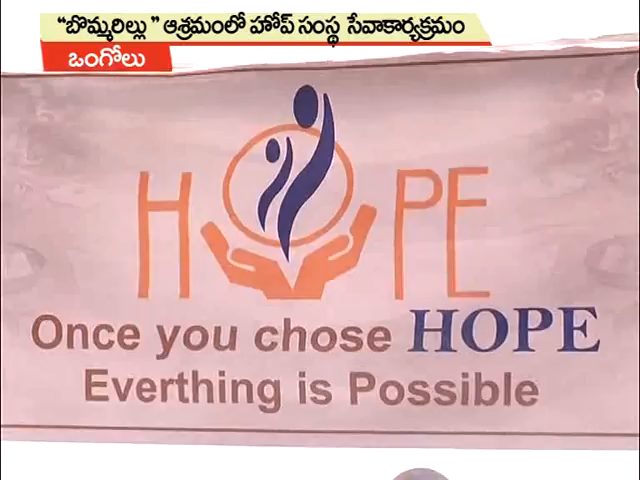 “బొమ్మరిల్లు” ఆశ్రమంలో హోప్ సంస్థ సేవాకార్యక్రమం
ఒంగోలు
HOPE
Once you chose HOPE
Everthing is Possible